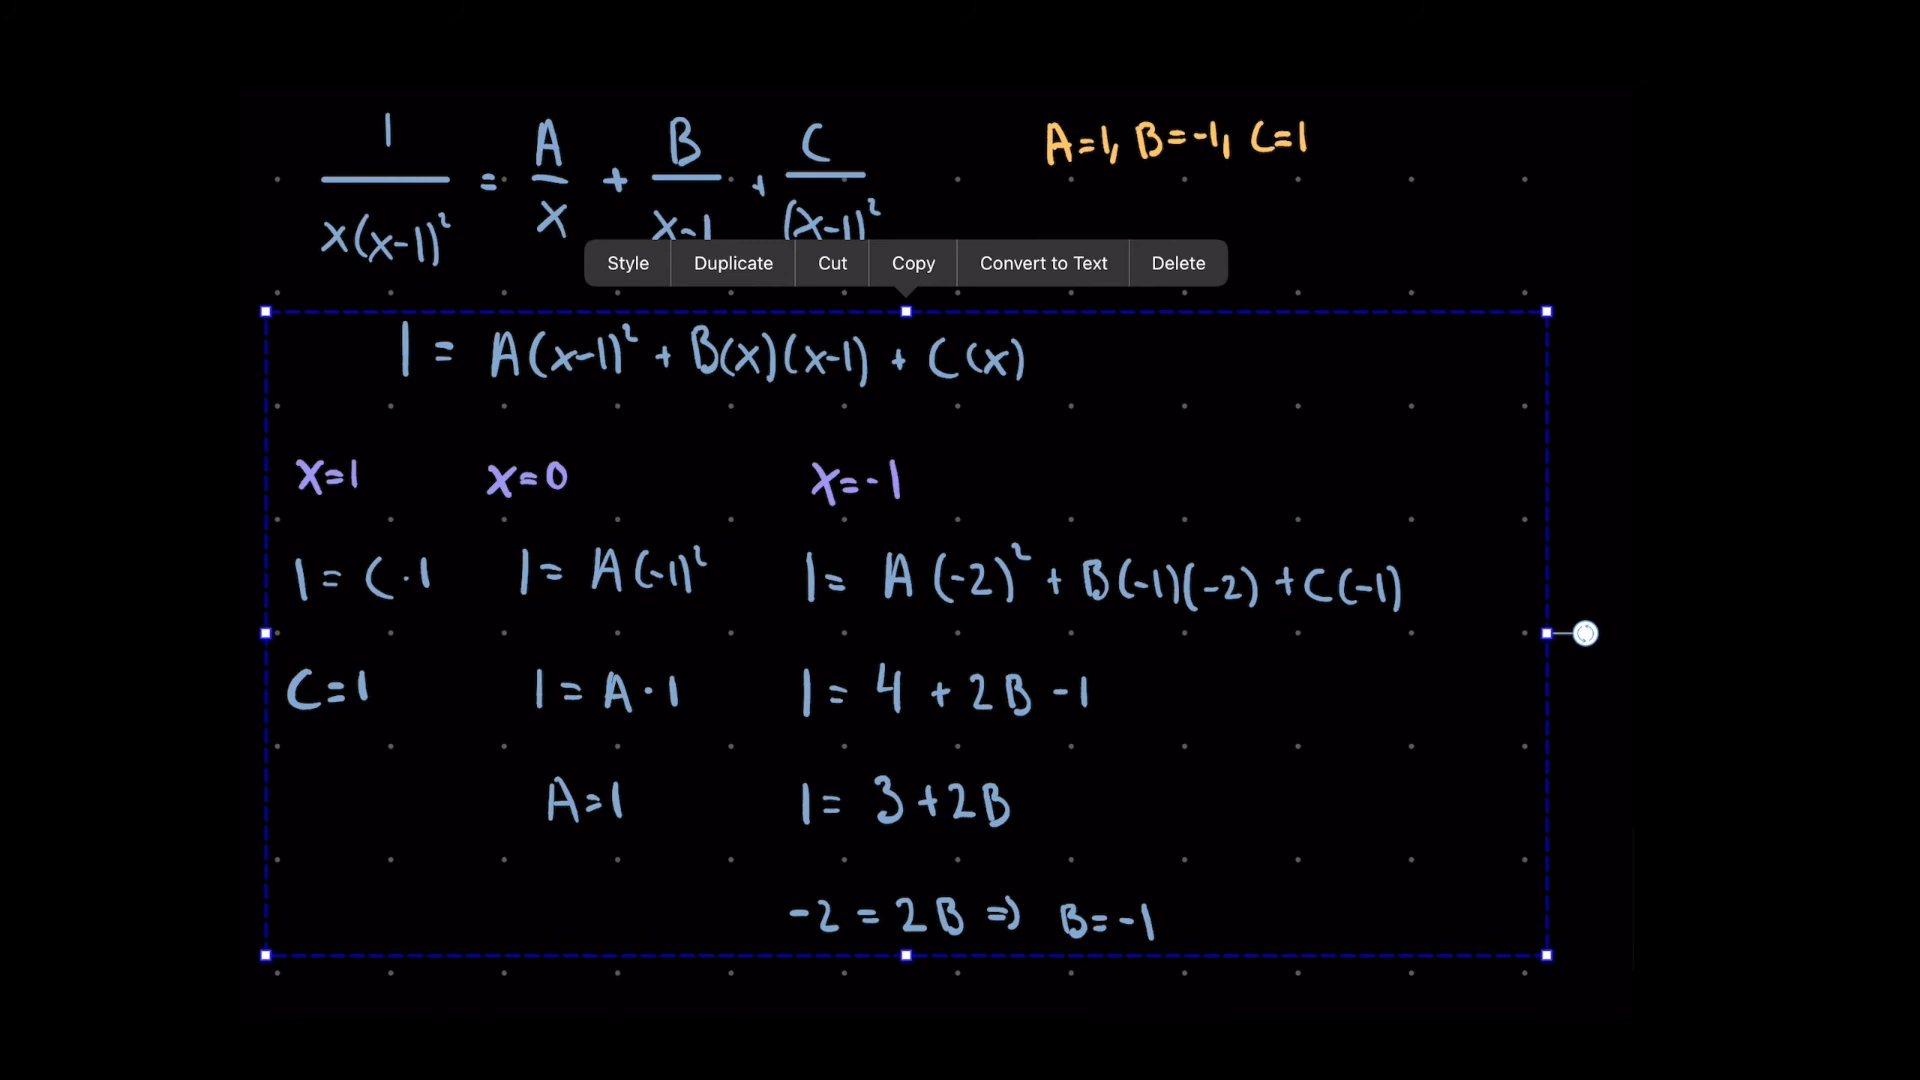 1/(x(x-1)²) = A/x + B/(x-1) + C/(x-1)²
A=1, B=-1, C=1
Style Duplicate Cut Copy Convert to Text Delete
1 = A(x-1)² + B(x)(x-1) + C(x)
x=1 x=0 x=-1
1 = C·1 1 = A(-1)² 1 = A(-2)² + B(-1)(-2) + C(-1)
C=1 1 = A·1 1 = 4 + 2B -1
A=1 1 = 3+2B
-2 = 2B => B=-1